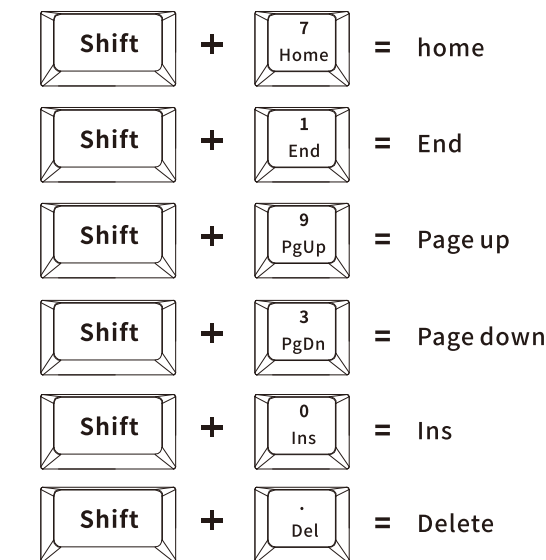 Shift + 7 Home = home
Shift + 1 End = End
Shift + 9 PgUp = Page up
Shift + 3 PgDn = Page down
Shift + 0 Ins = Ins
Shift + . Del = Delete